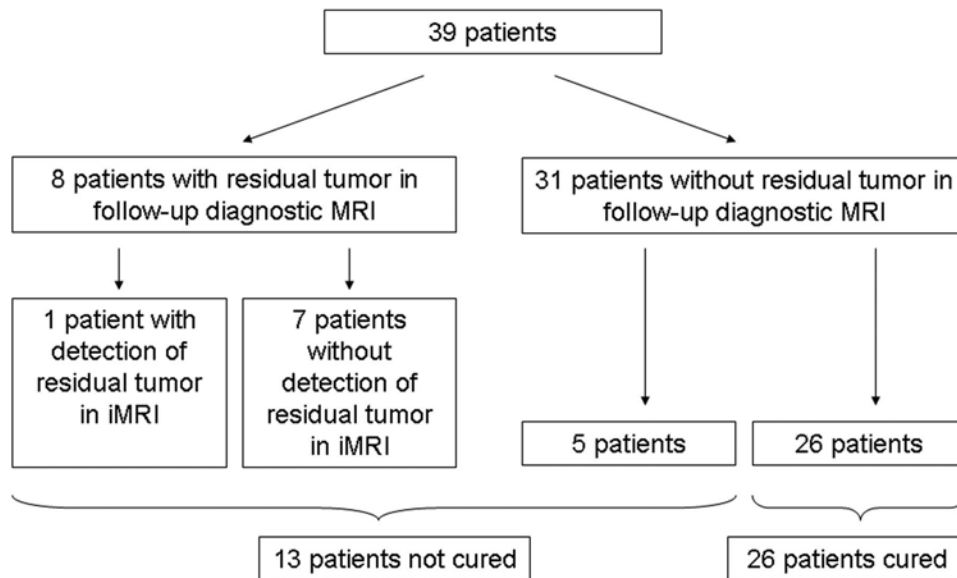 39 patients
8 patients with residual tumor in
follow-up diagnostic MRI
31 patients without residual tumor in
follow-up diagnostic MRI
1 patient with
detection of
residual tumor
in iMRI
7 patients
without
detection of
residual tumor
in iMRI
5 patients
26 patients
13 patients not cured
26 patients cured